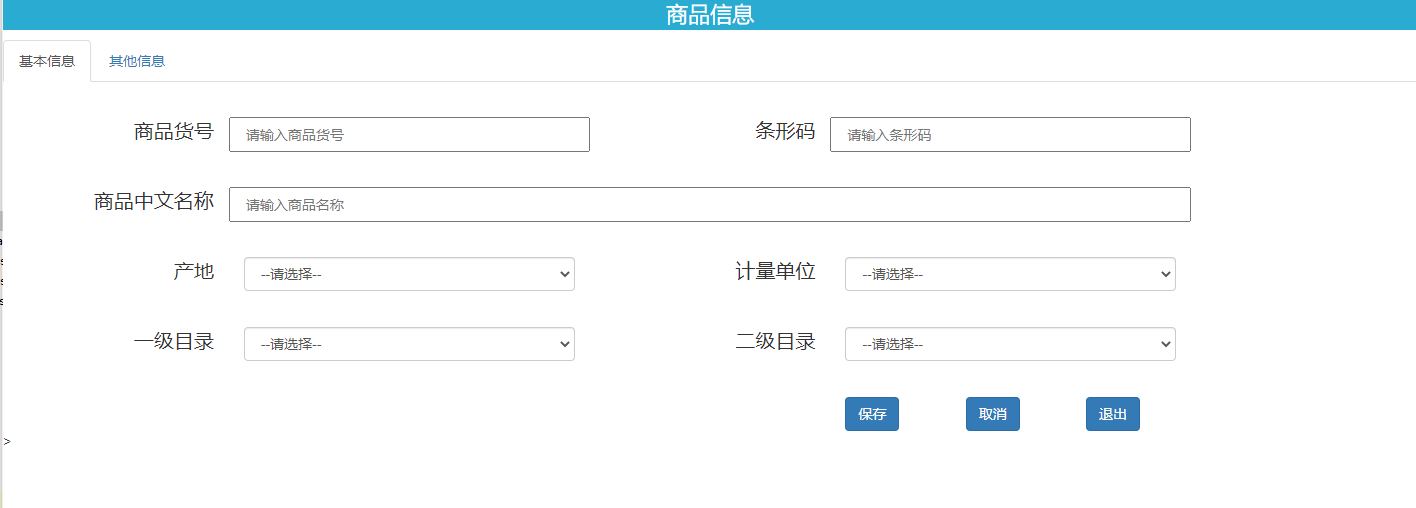 商品信息
基本信息 其他信息
商品货号 请输入商品货号 条形码 请输入条形码
商品中文名称 请输入商品名称
产地 --请选择-- 计量单位 --请选择--
一级目录 --请选择-- 二级目录 --请选择--
保存 取消 退出
>